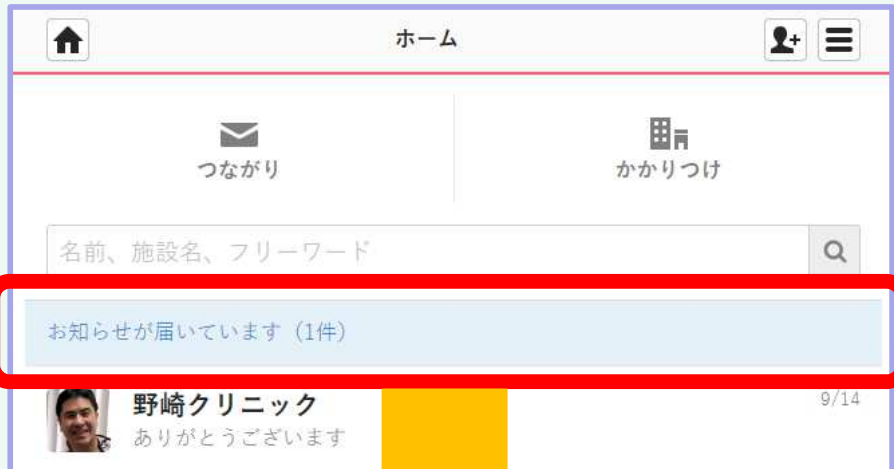 ホーム
つながり
かかりつけ
名前、施設名、フリーワード
お知らせが届いています（1件）
野崎クリニック
9/14
ありがとうございます